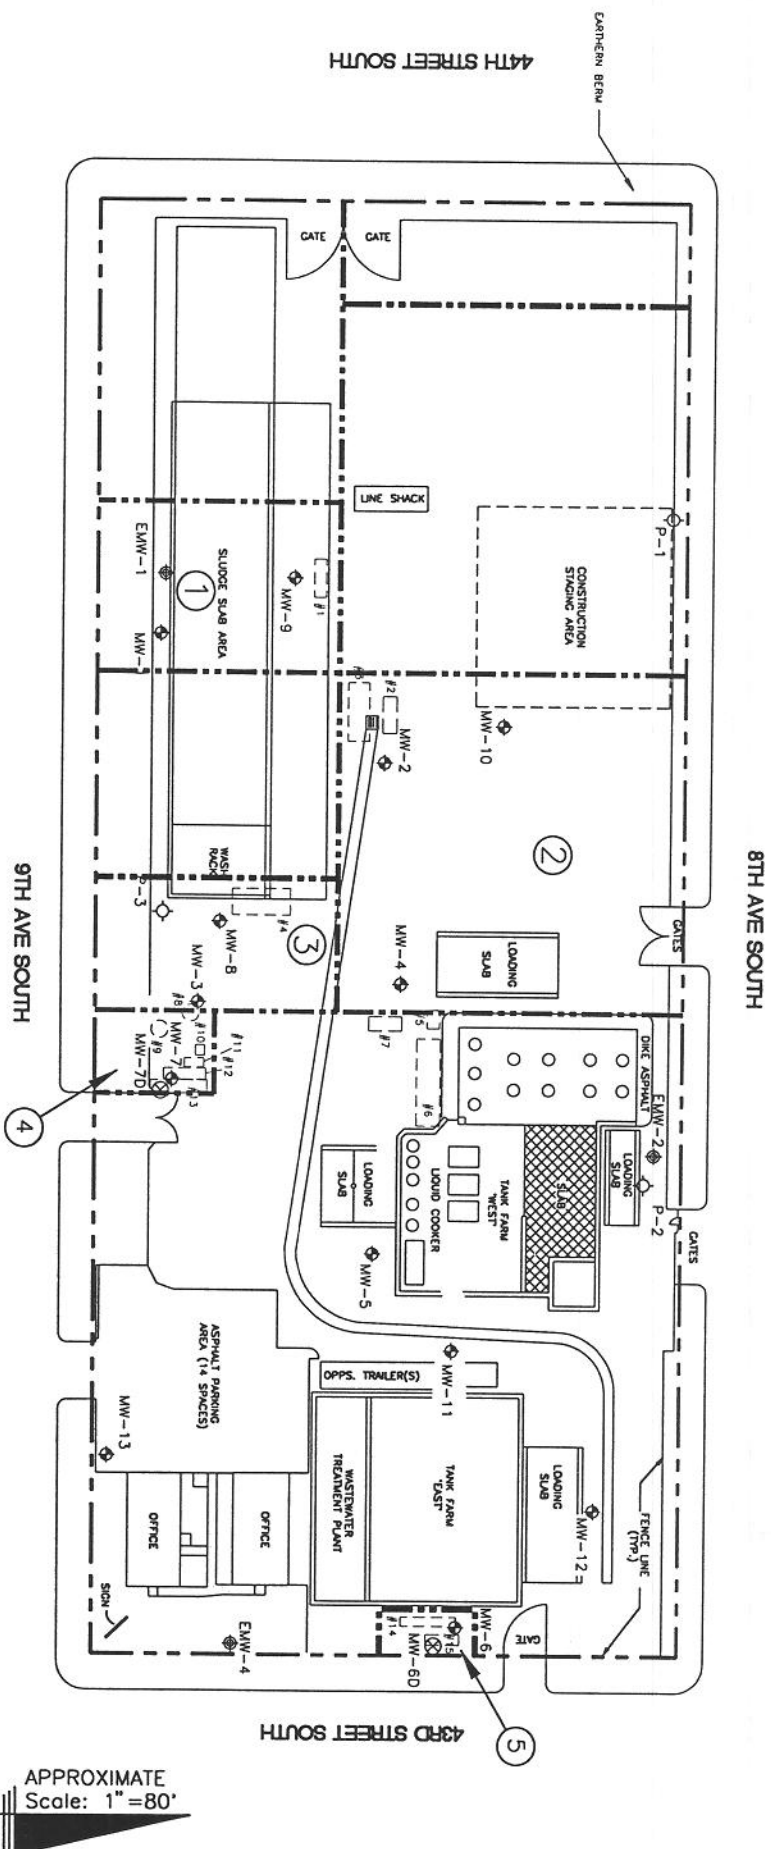 44TH STREET SOUTH
EARTHERN BERM
GATE
GATE
LINE SHACK
CONSTRUCTION
STAGING AREA
P-1
EMW-1
SLUDGE SLAB AREA
1
MW-9
#1
#2
MW-2
MW-10
2
8TH AVE SOUTH
9TH AVE SOUTH
WASH
RACK
P-3
MW-8
#4
3
MW-3
MW-4
LOADING
SLAB
GATES
#8
#10
#9
MW-7
MW-7D
#11
#12
#7
#6
DIKE ASPHALT
EMW-2
LOADING
SLAB
P-2
GATES
4
LOADING
SLAB
LIQUID COOKER
TANK FARM
"WEST"
SLAB
MW-5
ASPHALT PARKING
AREA (14 SPACES)
OPPS. TRAILER(S)
MW-11
MW-13
WASTEWATER
TREATMENT PLANT
TANK FARM
"EAST"
LOADING
SLAB
MW-12
FENCE LINE
(TYP.)
OFFICE
OFFICE
SIGN
EMW-4
#14
#15
MW-6
MW-6D
GATE
5
43RD STREET SOUTH
APPROXIMATE
Scale: 1"=80'